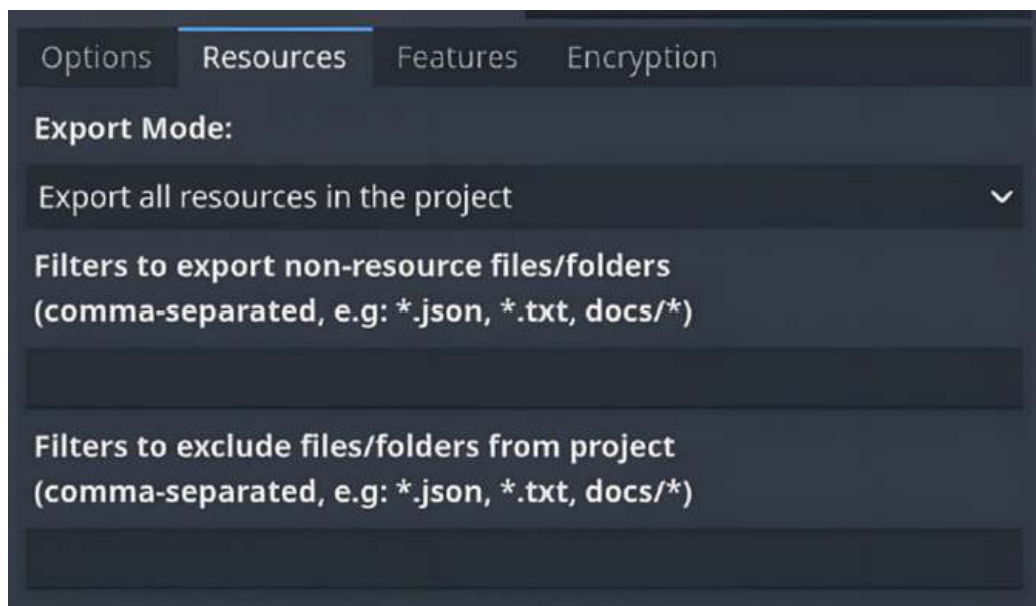 Options Resources Features Encryption
Export Mode:
Export all resources in the project
Filters to export non-resource files/folders
(comma-separated, e.g: *.json, *.txt, docs/*)
Filters to exclude files/folders from project
(comma-separated, e.g: *.json, *.txt, docs/*)